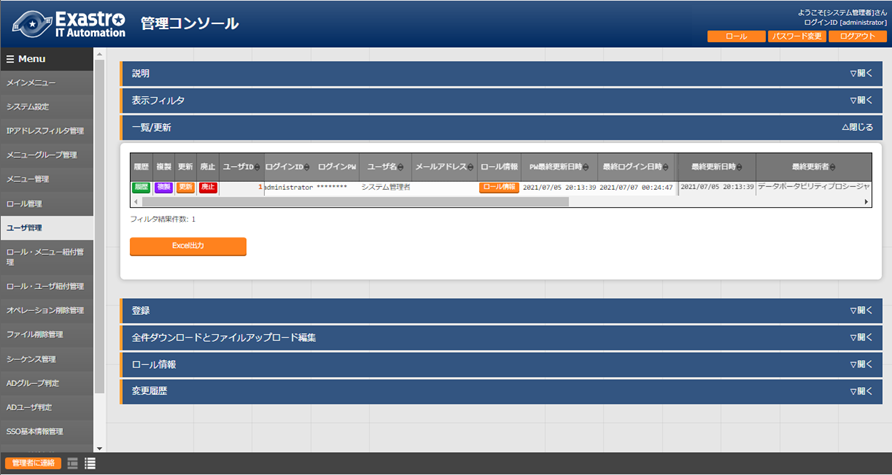 Exastro
IT Automation
管理コンソール
ようこそ[システム管理者]さん
ログインID [administrator]
ロール
パスワード変更
ログアウト
Menu
メインメニュー
システム設定
IPアドレスフィルタ管理
メニューグループ管理
メニュー管理
ロール管理
ユーザ管理
ロール・メニュー紐付管
理
ロール・ユーザ紐付管理
オペレーション削除管理
ファイル削除管理
シーケンス管理
ADグループ判定
ADユーザ判定
SSO基本情報管理
管理者に連絡
説明 ▽開く
表示フィルタ ▽開く
一覧/更新 △閉じる
履歴 複製 更新 廃止 ユーザID ログインID ログインPW ユーザ名 メールアドレス ロール情報 PW最終更新日時 最終ログイン日時 最終更新日時 最終更新者
履歴 複製 更新 廃止 1 administrator ******** システム管理者 ロール情報 2021/07/05 20:13:39 2021/07/07 00:24:47 2021/07/05 20:13:39 データポータビリティプロシージャ
フィルタ結果件数: 1
Excel出力
登録 ▽開く
全件ダウンロードとファイルアップロード編集 ▽開く
ロール情報 ▽開く
変更履歴 ▽開く